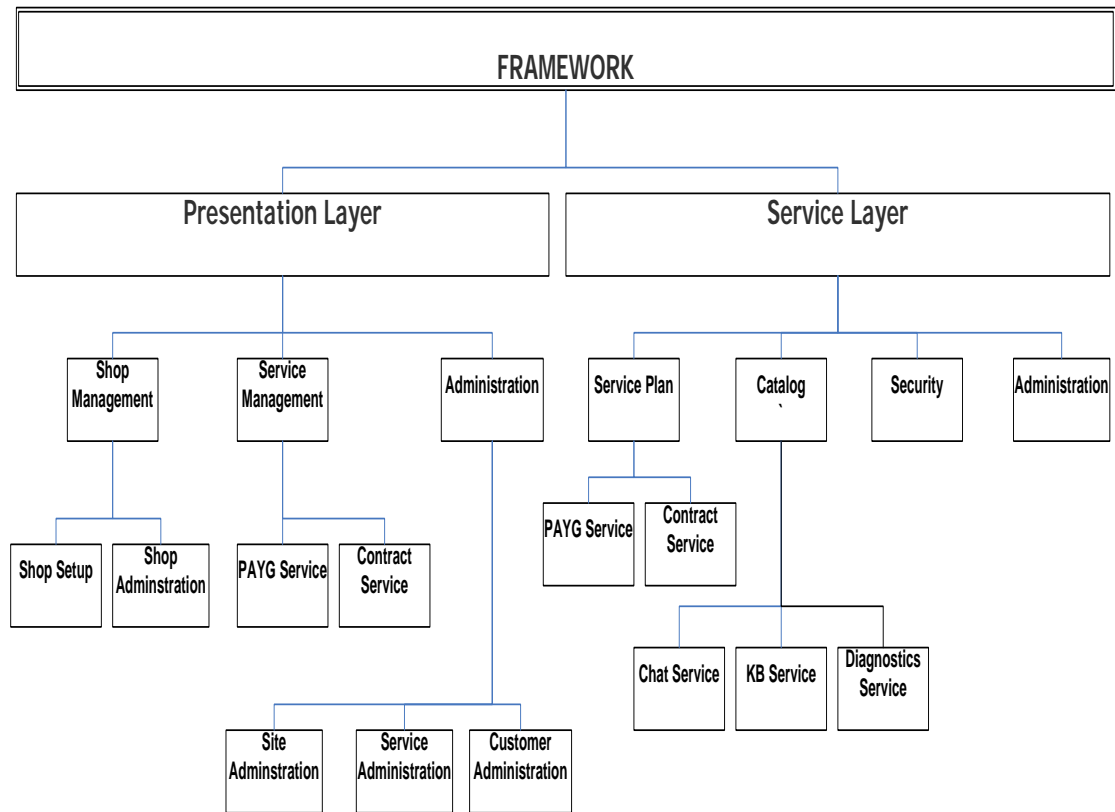 FRAMEWORK
Presentation Layer
Service Layer
Shop
Management
Service
Management
Administration
Service Plan
Catalog
`
Security
Administration
Shop Setup
Shop
Adminstration
PAYG Service
Contract
Service
PAYG Service
Contract
Service
Chat Service
KB Service
Diagnostics
Service
Site
Adminstration
Service
Administration
Customer
Administration